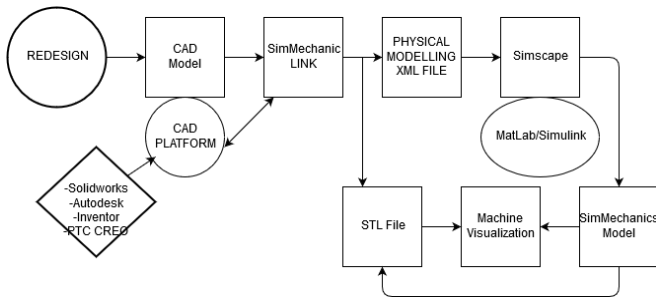 REDESIGN
CAD
Model
SimMechanic
LINK
PHYSICAL
MODELLING
XML FILE
Simscape
CAD
PLATFORM
MatLab/Simulink
-Solidworks
-Autodesk
-Inventor
-PTC CREO
STL File
Machine
Visualization
SimMechanics
Model